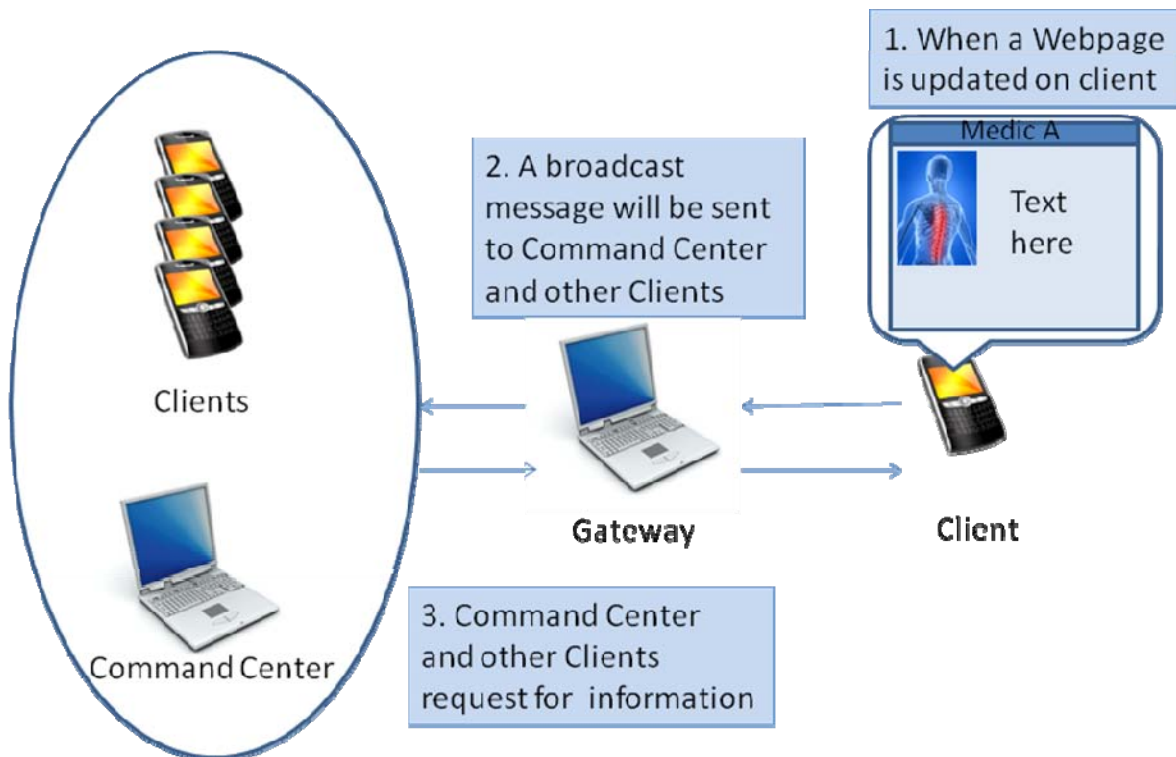 1. When a Webpage
is updated on client
Medic A
Text
here
2. A broadcast
message will be sent
to Command Center
and other Clients
Clients
Gateway
Client
Command Center
3. Command Center
and other Clients
request for information